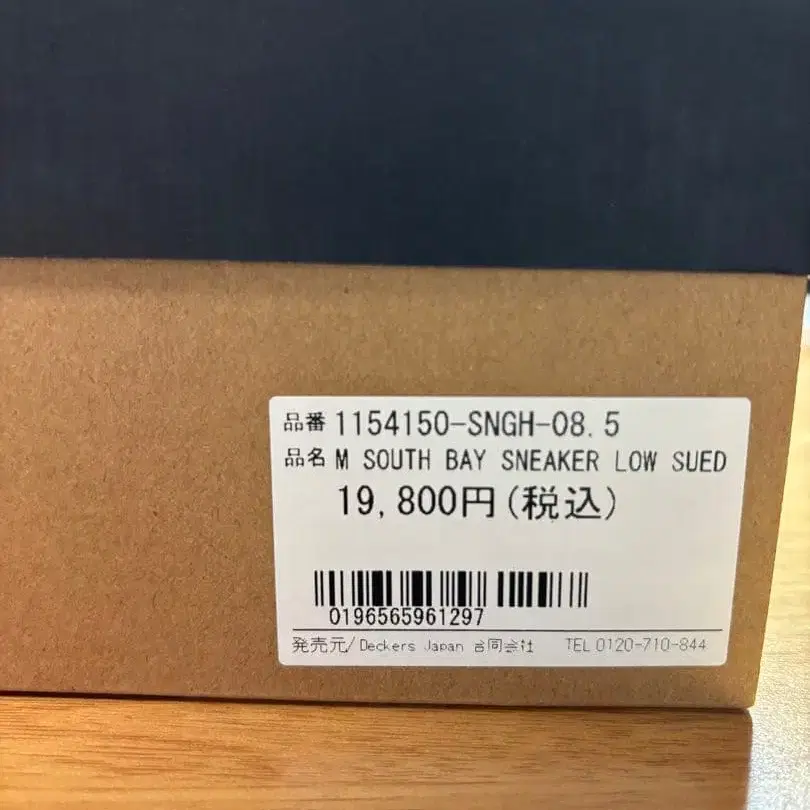 品番 1154150-SNGH-08.5
品名 M SOUTH BAY SNEAKER LOW SUED
19,800円(税込)
0196565961297
発売元/Deckers Japan 合同会社 TEL 0120-710-844